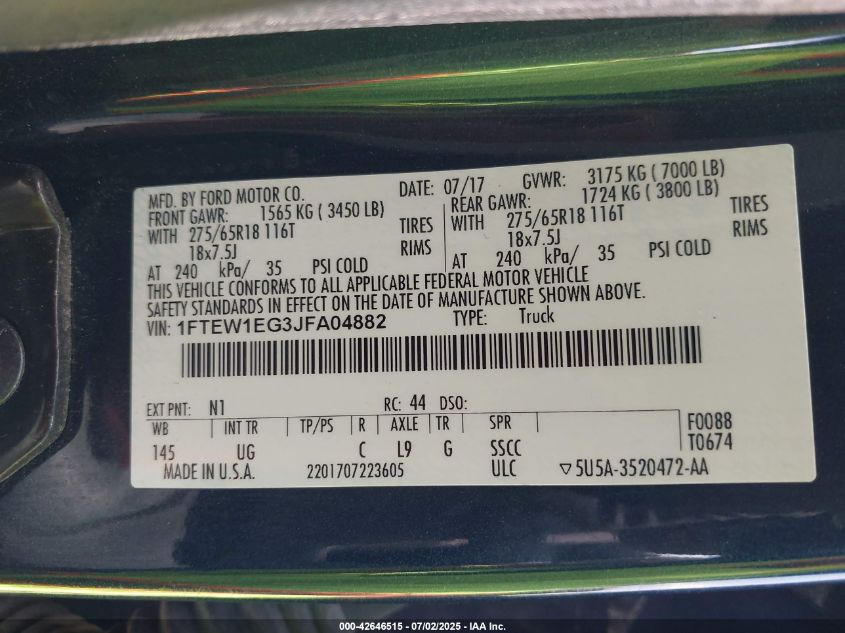 MFD. BY FORD MOTOR CO. DATE: 07/17 GVWR: 3175 KG ( 7000 LB)
FRONT GAWR: 1565 KG ( 3450 LB) REAR GAWR: 1724 KG ( 3800 LB)
WITH 275/65R18 116T TIRES WITH 275/65R18 116T TIRES
18x7.5J RIMS 18x7.5J RIMS
AT 240 kPa/ 35 PSI COLD AT 240 kPa/ 35 PSI COLD
THIS VEHICLE CONFORMS TO ALL APPLICABLE FEDERAL MOTOR VEHICLE
SAFETY STANDARDS IN EFFECT ON THE DATE OF MANUFACTURE SHOWN ABOVE.
VIN: 1FTEW1EG3JFA04882 TYPE: Truck
EXT PNT: N1 RC: 44 DSO:
WB INT TR TP/PS R AXLE TR SPR F0088
145 UG C L9 G SSCC T0674
MADE IN U.S.A. 2201707223605 ULC ▽5U5A-3520472-AA
000-42646515 - 07/02/2025 - IAA Inc.